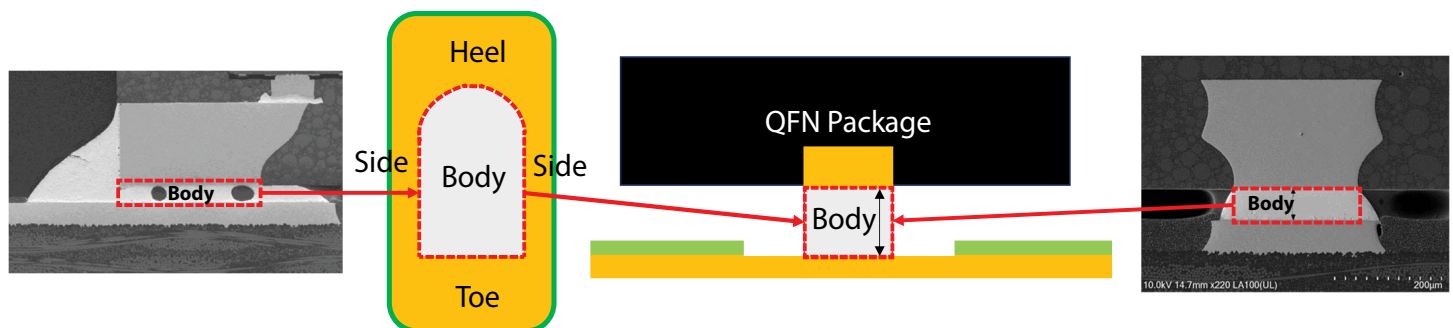 Body
Side
Heel
Body
Side
Toe
QFN Package
Body
Body
10.0kV 14.7mm x220 LA100(UL)
200µm